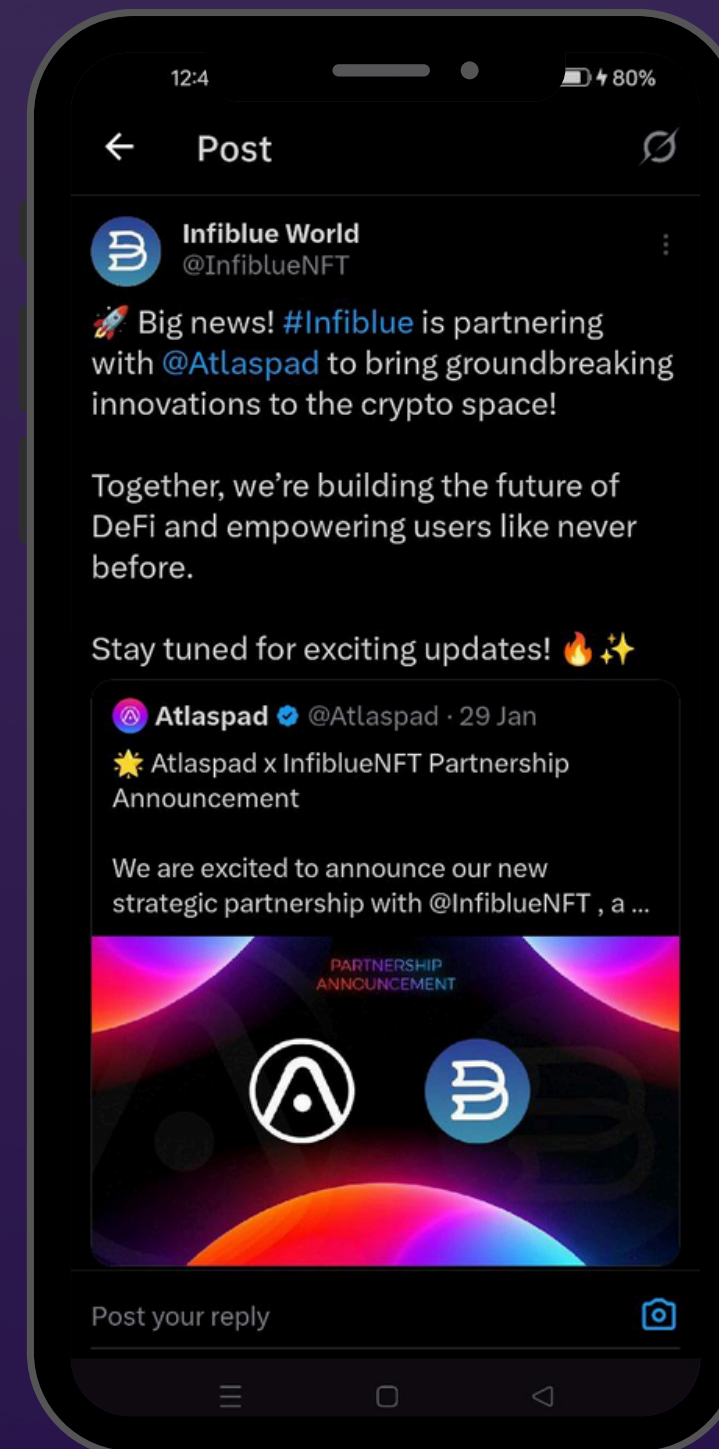 12:4 80%
Post
Infiblue World
@InfiblueNFT
🚀 Big news! #Infiblue is partnering
with @Atlaspad to bring groundbreaking
innovations to the crypto space!
Together, we’re building the future of
DeFi and empowering users like never
before.
Stay tuned for exciting updates! 🔥✨
Atlaspad @Atlaspad · 29 Jan
🌟 Atlaspad x InfiblueNFT Partnership
Announcement
We are excited to announce our new
strategic partnership with @InfiblueNFT , a ...
PARTNERSHIP
ANNOUNCEMENT
Post your reply